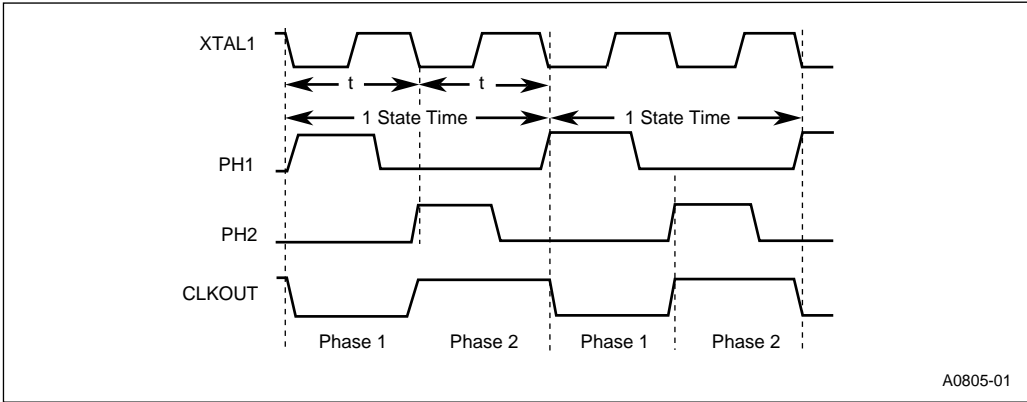 XTAL1
t t
1 State Time 1 State Time
PH1
PH2
CLKOUT
Phase 1 Phase 2 Phase 1 Phase 2
A0805-01